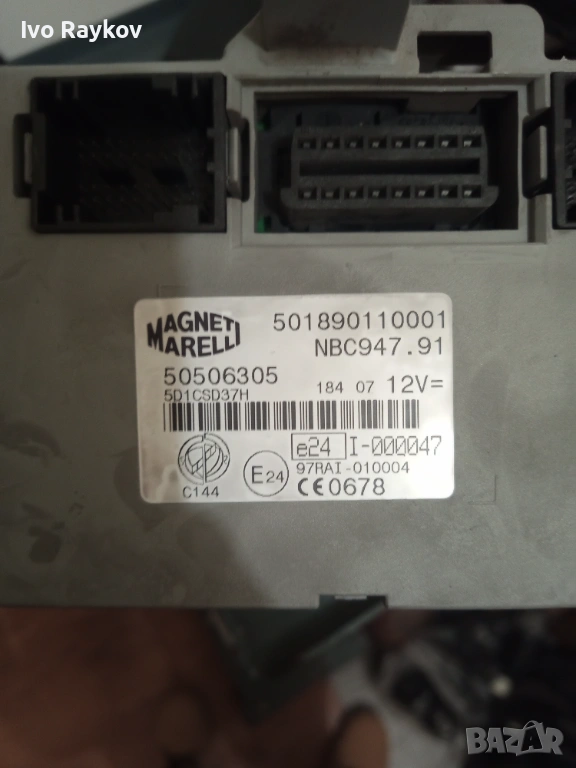 Ivo Raykov
MAGNETI MARELLI
501890110001
NBC947.91
50506305
5D1CSD37H
184 07 12V=
e24 I-000047
97RAI-010004
E24
C144
CE0678
BAZAR